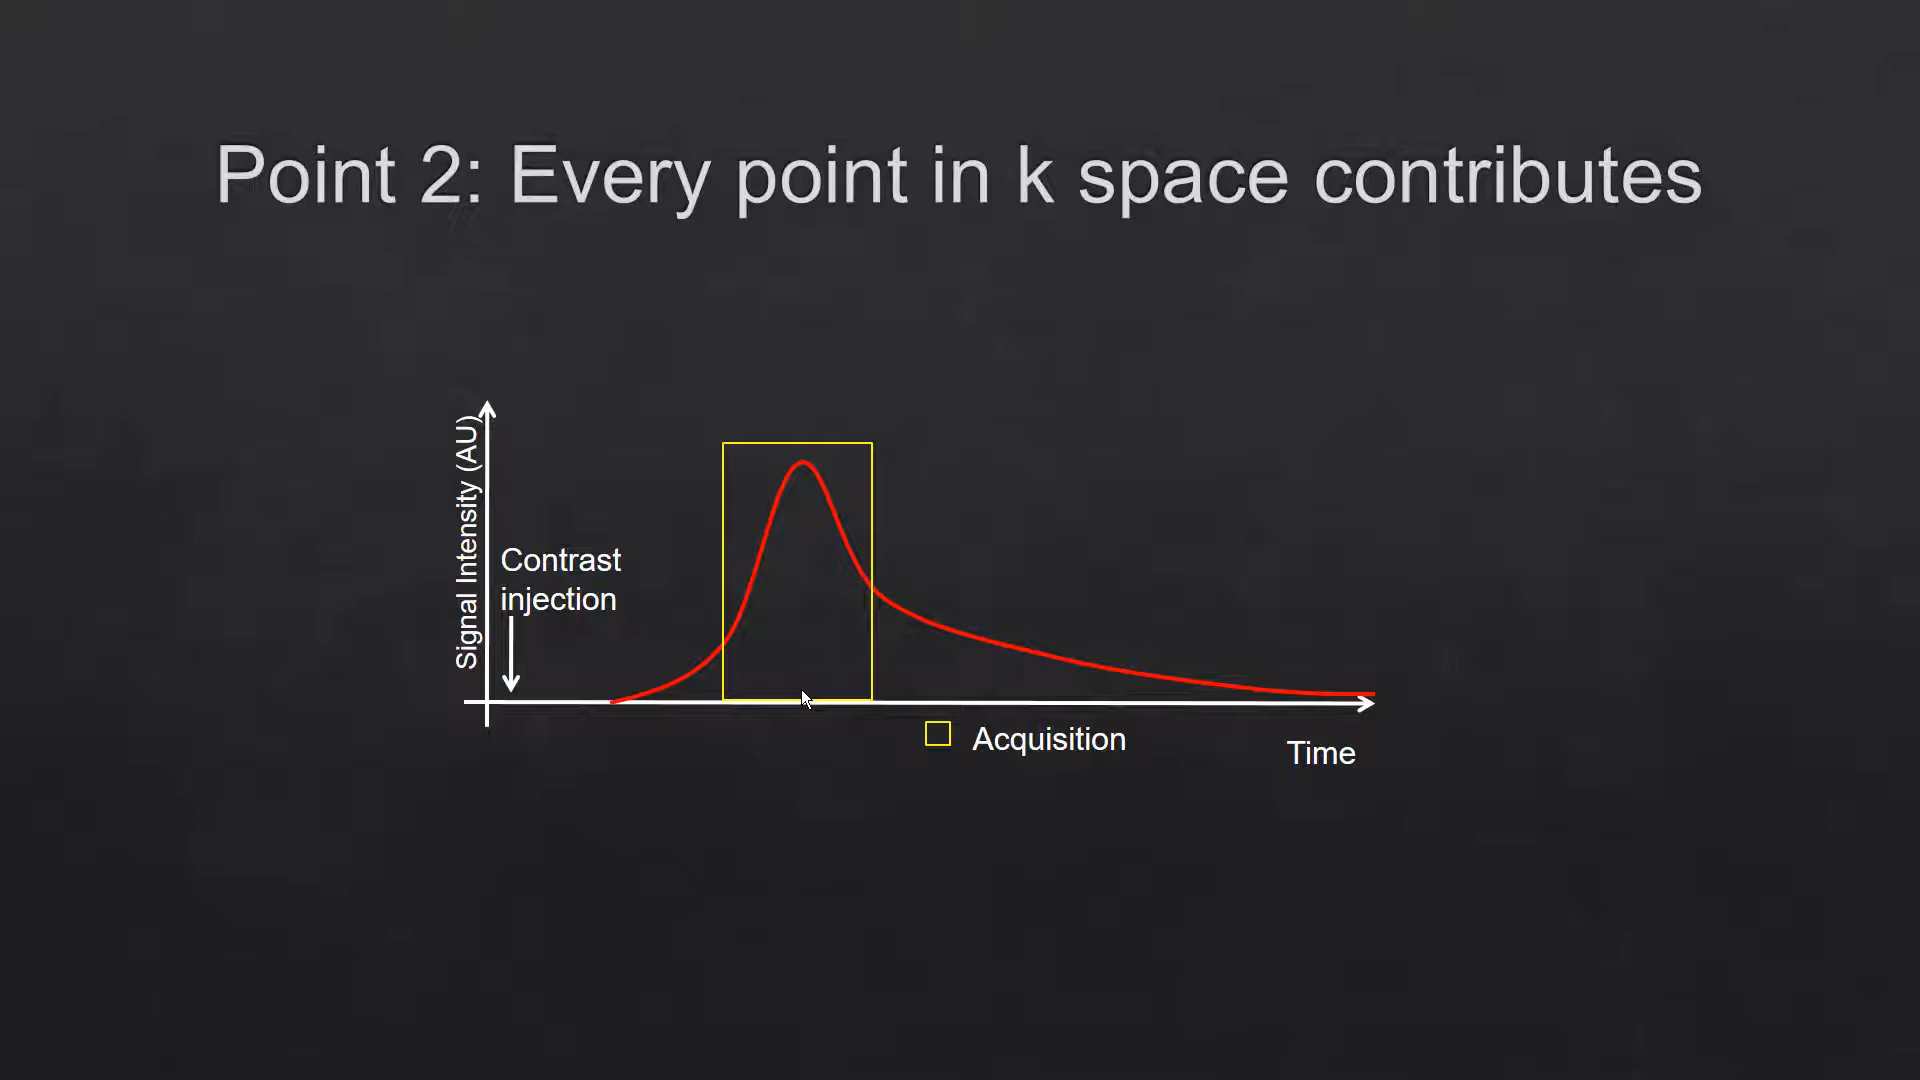 Point 2: Every point in k space contributes
Signal Intensity (AU)
Contrast
injection
Acquisition
Time